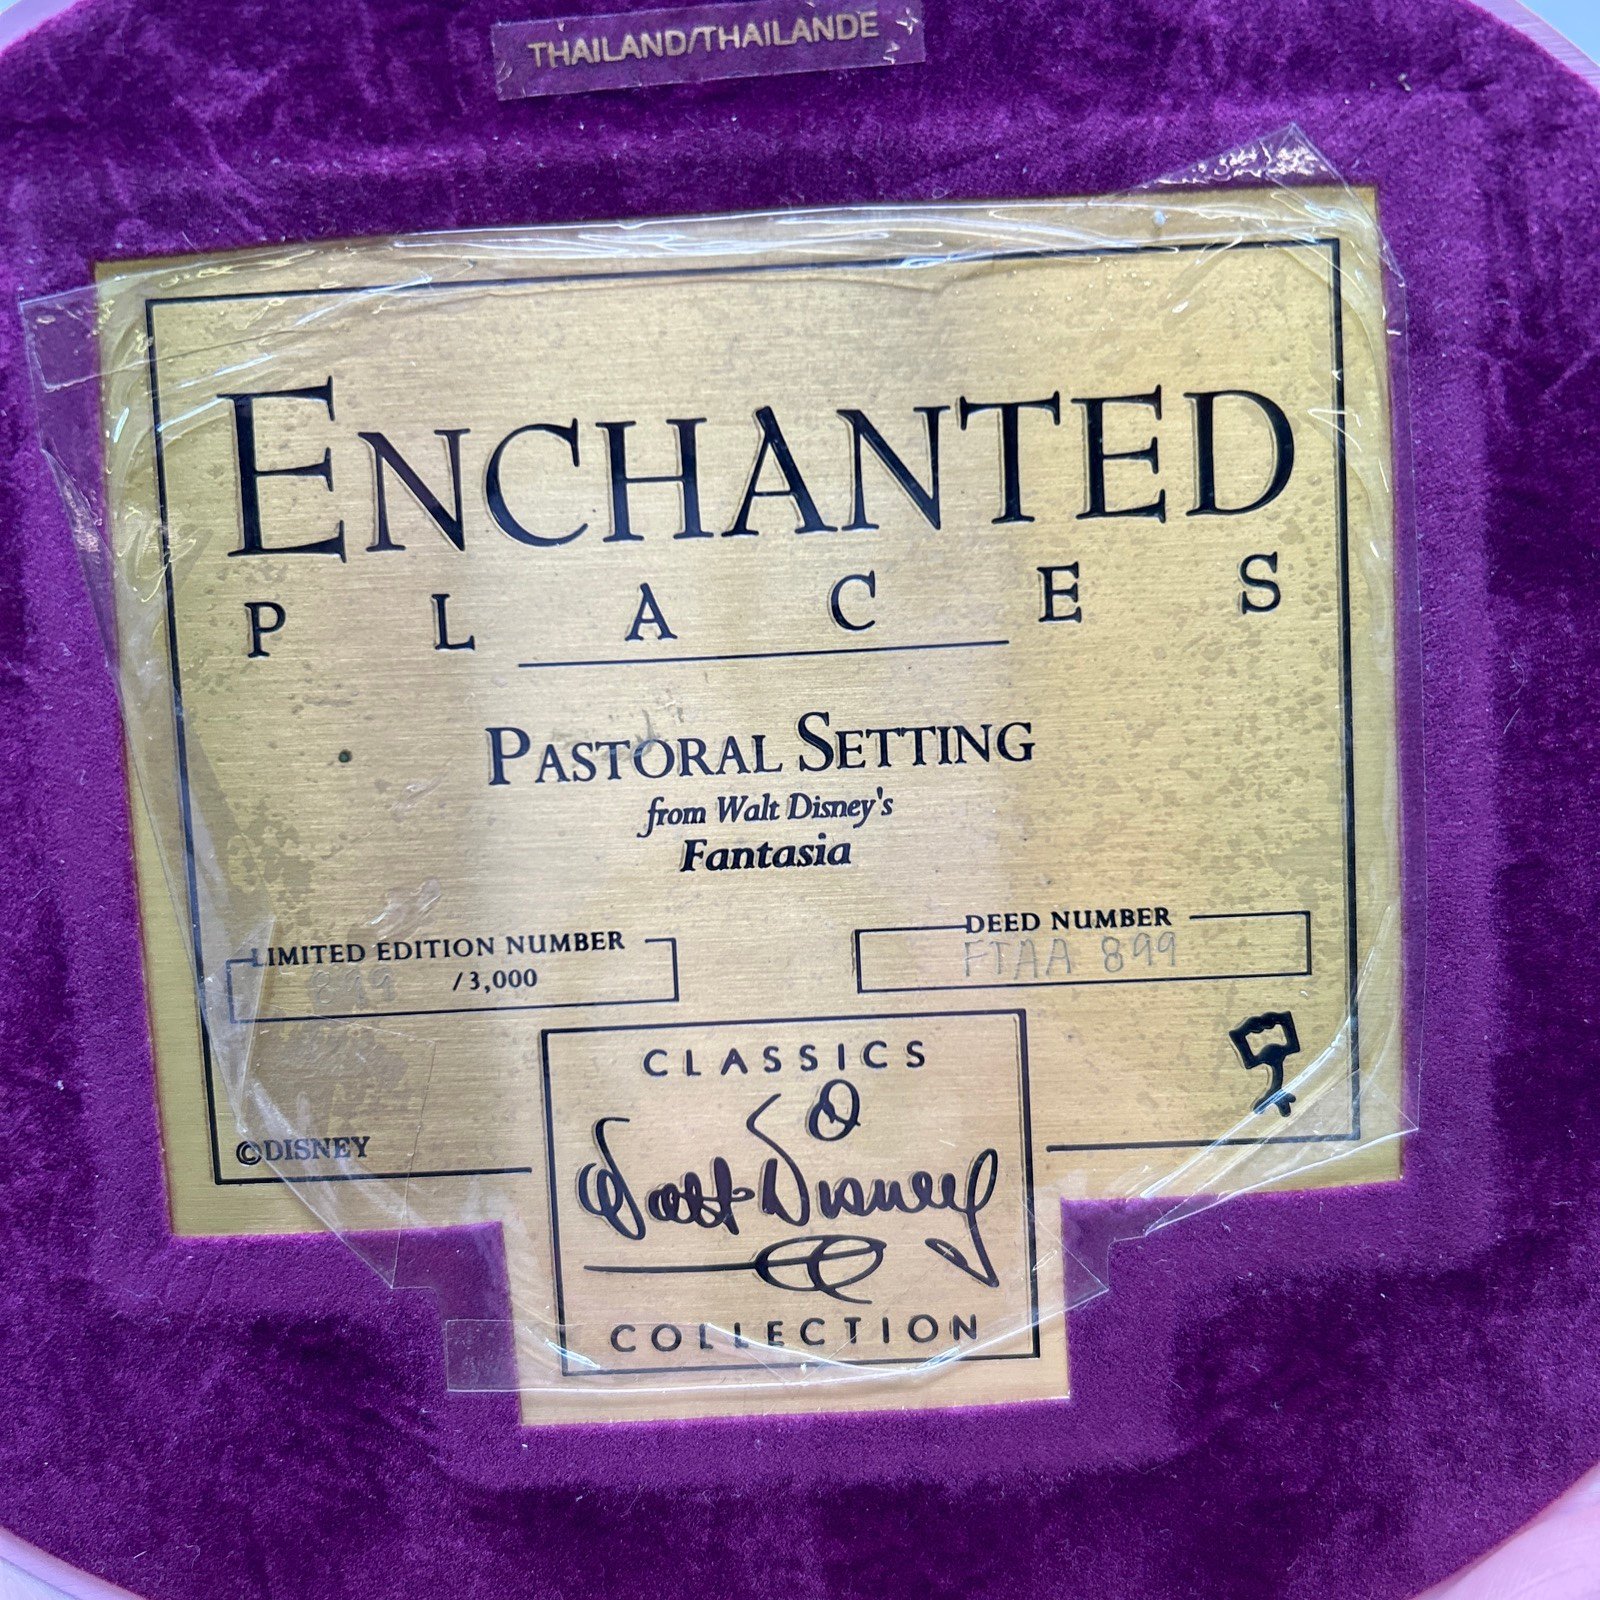 THAILAND/THAILANDE
ENCHANTED
PLACES
PASTORAL SETTING
from Walt Disney's
Fantasia
LIMITED EDITION NUMBER
899 /3,000
DEED NUMBER
FTAA 899
CLASSICS
Walt Disney
COLLECTION
©DISNEY